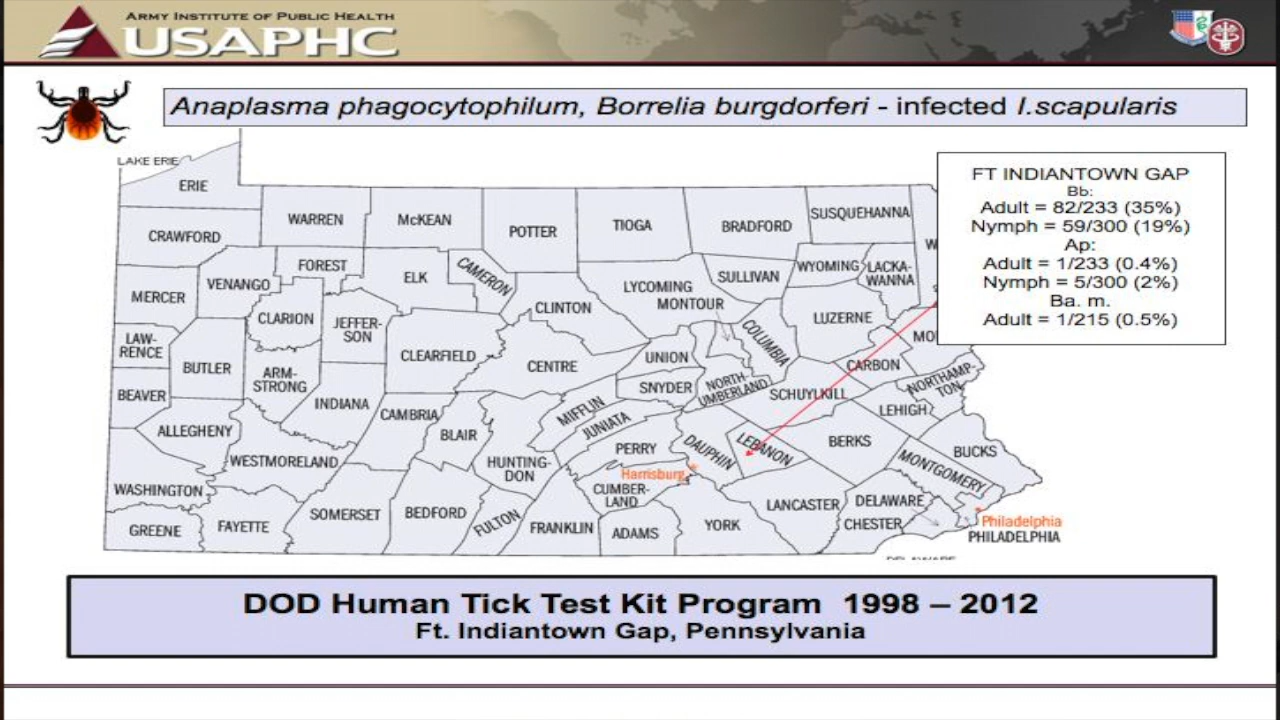 ARMY INSTITUTE OF PUBLIC HEALTH
USAPHC
Anaplasma phagocytophilum, Borrelia burgdorferi - infected I.scapularis
FT INDIANTOWN GAP
Bb:
Adult = 82/233 (35%)
Nymph = 59/300 (19%)
Ap:
Adult = 1/233 (0.4%)
Nymph = 5/300 (2%)
Ba. m.
Adult = 1/215 (0.5%)
LAKE ERIE
ERIE
CRAWFORD
WARREN
McKEAN
POTTER
TIOGA
BRADFORD
SUSQUEHANNA
MERCER
VENANGO
FOREST
ELK
CAMERON
CLINTON
LYCOMING
SULLIVAN
WYOMING
LACKA-
WANNA
MONTOUR
LAW-
RENCE
BUTLER
CLARION
JEFFER-
SON
CLEARFIELD
CENTRE
UNION
COLUMBIA
LUZERNE
MO
CARBON
BEAVER
ARM-
STRONG
INDIANA
CAMBRIA
BLAIR
MIFFLIN
SNYDER
NORTH-
UMBERLAND
SCHUYLKILL
NORTHAMP-
TON
LEHIGH
ALLEGHENY
WESTMORELAND
HUNTING-
DON
JUNIATA
PERRY
DAUPHIN
LEBANON
BERKS
BUCKS
MONTGOMERY
Harrisburg
WASHINGTON
SOMERSET
BEDFORD
FULTON
FRANKLIN
CUMBER-
LAND
ADAMS
YORK
LANCASTER
DELAWARE
CHESTER
GREENE
FAYETTE
Philadelphia
PHILADELPHIA
DOD Human Tick Test Kit Program 1998 – 2012
Ft. Indiantown Gap, Pennsylvania